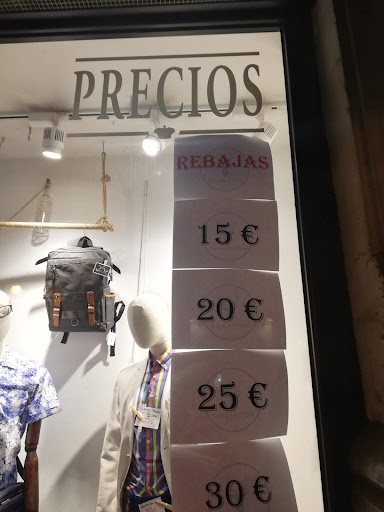 PRECIOS
REBAJAS
15 €
20 €
25 €
30 €